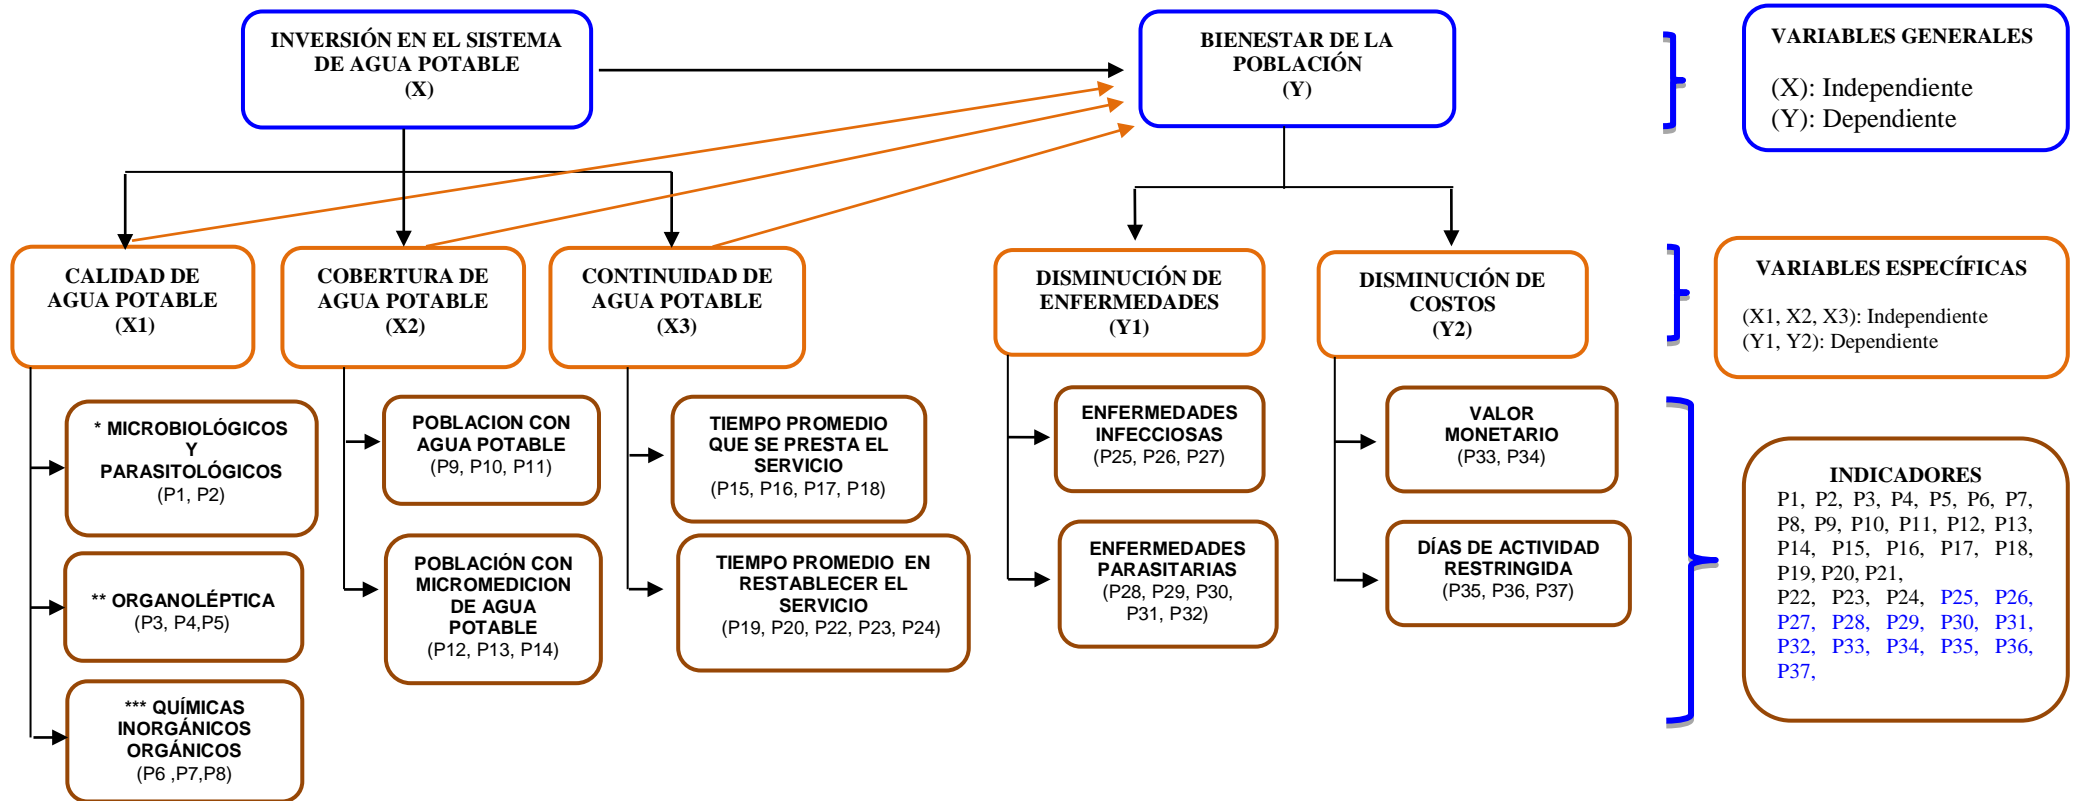 INVERSIÓN EN EL SISTEMA
DE AGUA POTABLE
(X)
BIENESTAR DE LA
POBLACIÓN
(Y)
VARIABLES GENERALES
(X): Independiente
(Y): Dependiente
CALIDAD DE
AGUA POTABLE
(X1)
COBERTURA DE
AGUA POTABLE
(X2)
CONTINUIDAD DE
AGUA POTABLE
(X3)
DISMINUCIÓN DE
ENFERMEDADES
(Y1)
DISMINUCIÓN DE
COSTOS
(Y2)
VARIABLES ESPECÍFICAS
(X1, X2, X3): Independiente
(Y1, Y2): Dependiente
* MICROBIOLÓGICOS
Y
PARASITOLÓGICOS
(P1, P2)
POBLACION CON
AGUA POTABLE
(P9, P10, P11)
TIEMPO PROMEDIO
QUE SE PRESTA EL
SERVICIO
(P15, P16, P17, P18)
ENFERMEDADES
INFECCIOSAS
(P25, P26, P27)
VALOR
MONETARIO
(P33, P34)
** ORGANOLÉPTICA
(P3, P4,P5)
POBLACIÓN CON
MICROMEDICION
DE AGUA
POTABLE
(P12, P13, P14)
TIEMPO PROMEDIO  EN
RESTABLECER EL
SERVICIO
(P19, P20, P22, P23, P24)
ENFERMEDADES
PARASITARIAS
(P28, P29, P30,
P31, P32)
DÍAS DE ACTIVIDAD
RESTRINGIDA
(P35, P36, P37)
*** QUÍMICAS
INORGÁNICOS
ORGÁNICOS
(P6 ,P7,P8)
INDICADORES
P1, P2, P3, P4, P5, P6, P7,
P8, P9, P10, P11, P12, P13,
P14, P15, P16, P17, P18,
P19, P20, P21,
P22, P23, P24, P25, P26,
P27, P28, P29, P30, P31,
P32, P33, P34, P35, P36,
P37,